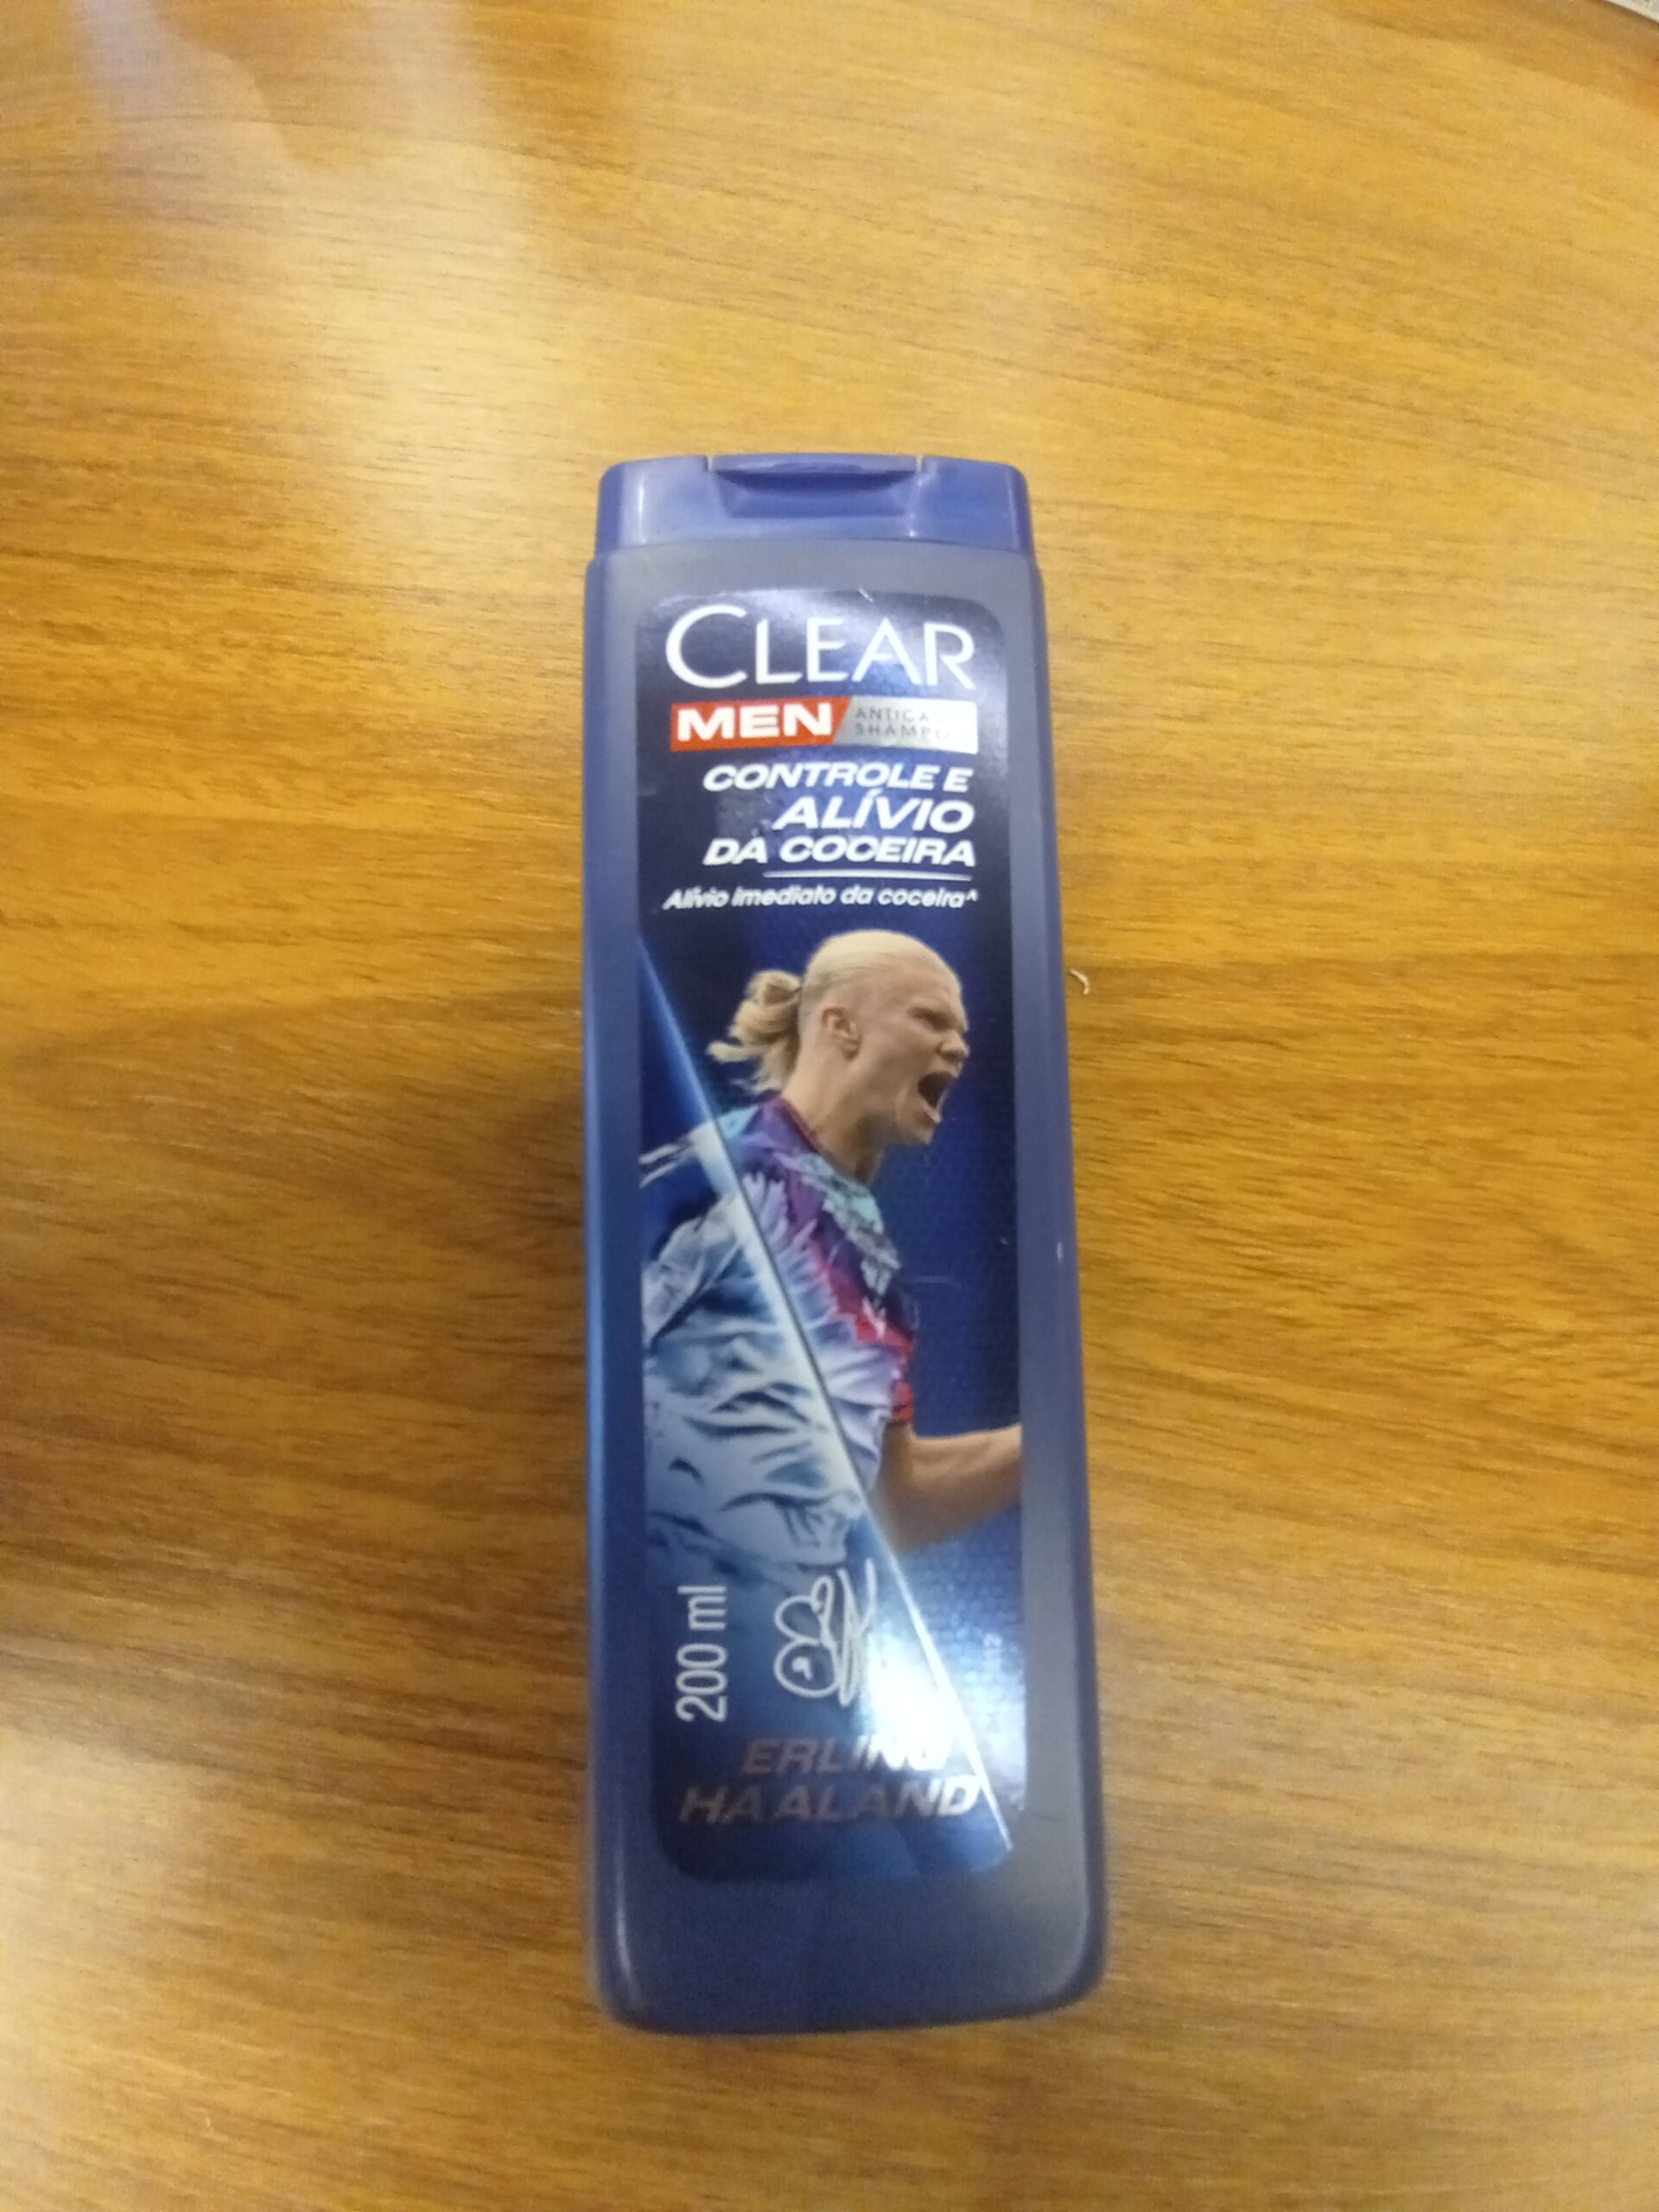 CLEAR
MEN
CONTROLE E
ALÍVIO
DA COCEIRA
Alívio imediato da coceira^
200 ml
ERLING
HAALAND